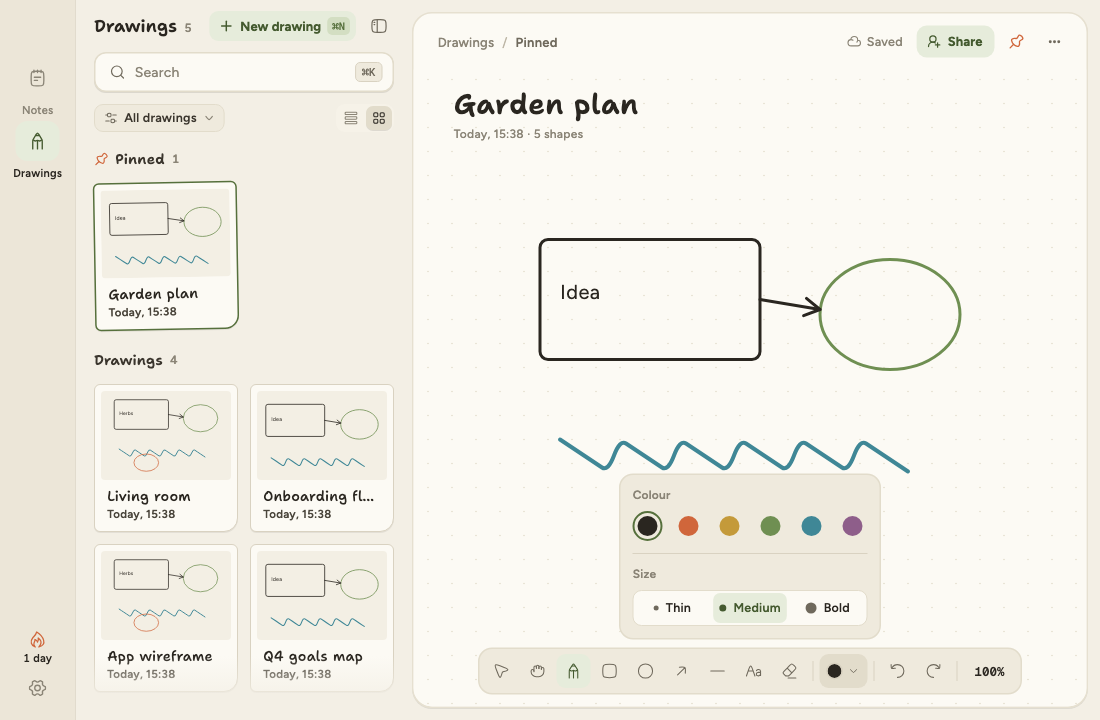 Notes
Drawings
1 day
Drawings 5
New drawing ⌘N
Search ⌘K
All drawings
Pinned 1
Idea
Garden plan
Today, 15:38
Drawings 4
Herbs
Living room
Today, 15:38
Idea
Onboarding fl...
Today, 15:38
Herbs
App wireframe
Today, 15:38
Idea
Q4 goals map
Today, 15:38
Drawings / Pinned
Saved
Share
Garden plan
Today, 15:38 · 5 shapes
Idea
Colour
Size
Thin
Medium
Bold
Aa
100%